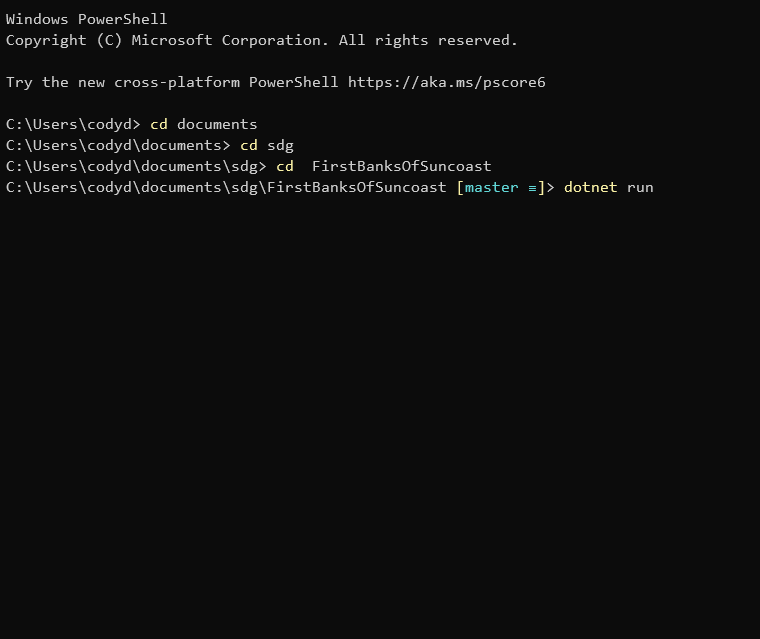 Windows PowerShell
Copyright (C) Microsoft Corporation. All rights reserved.
Try the new cross-platform PowerShell https://aka.ms/pscore6
C:\Users\codyd> cd documents
C:\Users\codyd\documents> cd sdg
C:\Users\codyd\documents\sdg> cd  FirstBanksOfSuncoast
C:\Users\codyd\documents\sdg\FirstBanksOfSuncoast [master ≡]> dotnet run